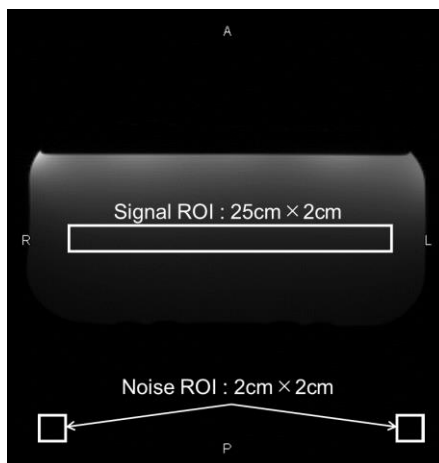 A
Signal ROI : 25cm×2cm
R
L
Noise ROI : 2cm×2cm
P